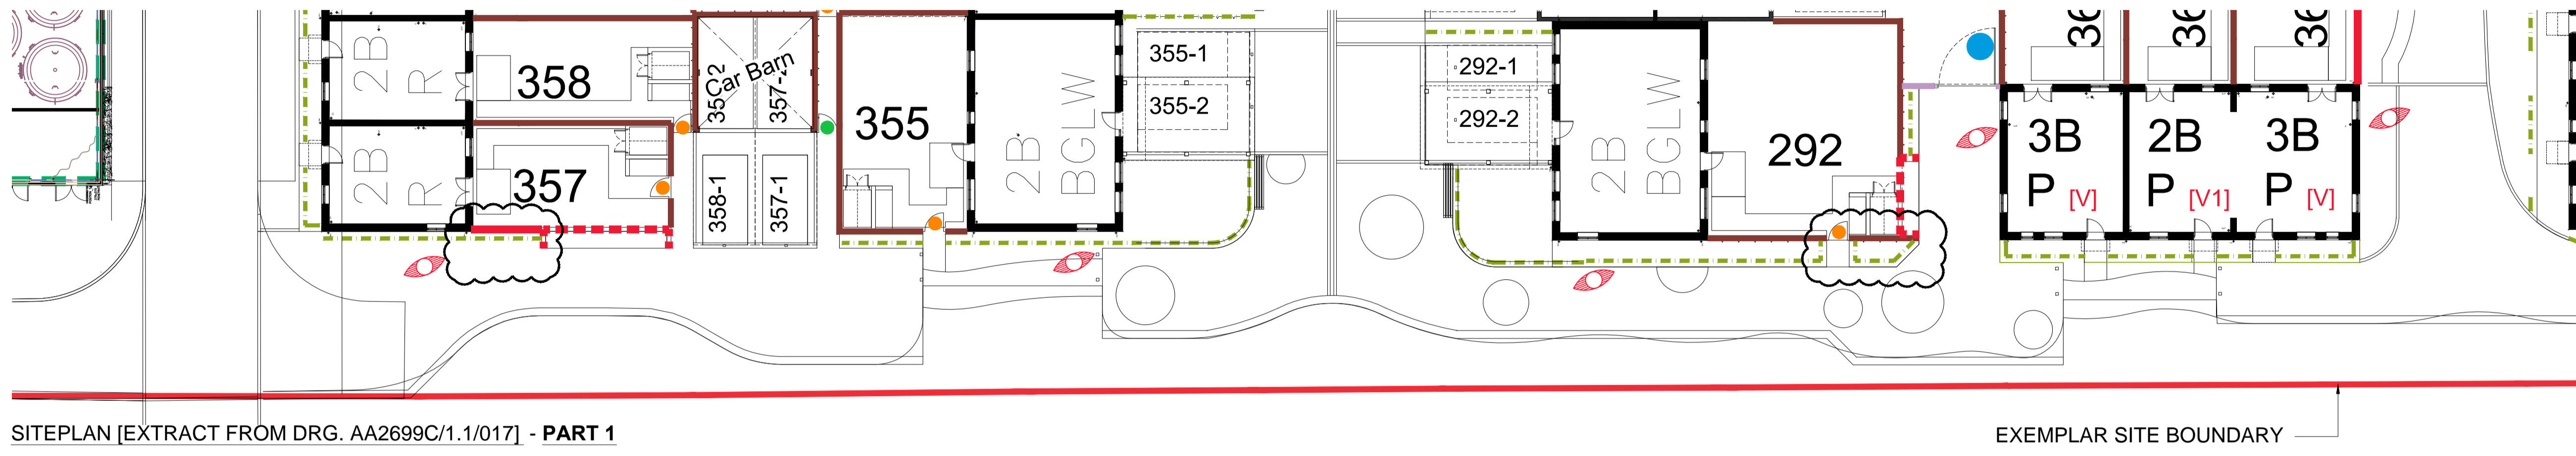 2B
R
358
Car Barn
357-2
355
2B
BGLW
355-1
355-2
292-1
292-2
2B
BGLW
292
3B
P [V]
2B
P [V1]
3B
P [V]
2B
R
357
358-1
357-1
SITEPLAN [EXTRACT FROM DRG. AA2699C/1.1/017] - PART 1
EXEMPLAR SITE BOUNDARY